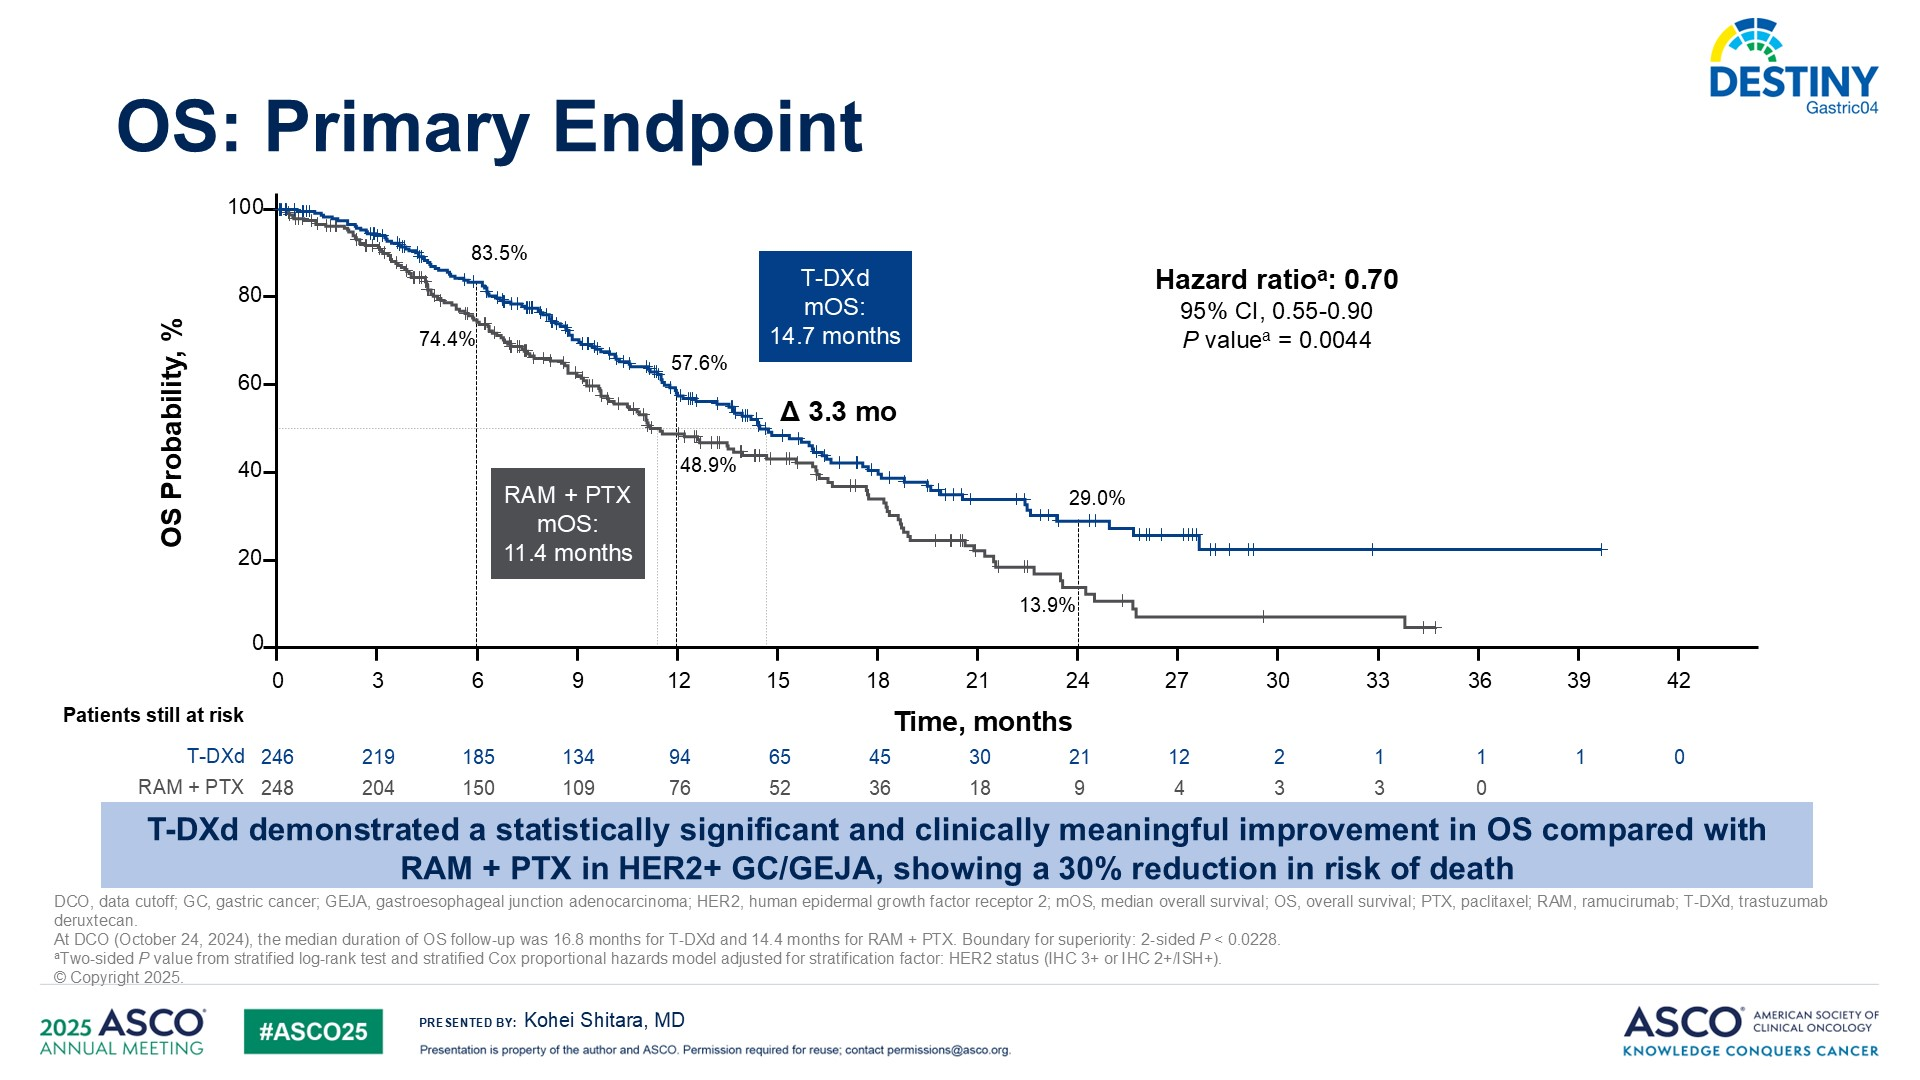 DESTINY
Gastric04
OS: Primary Endpoint
OS Probability, %
100
80
60
40
20
0
83.5%
74.4%
57.6%
48.9%
29.0%
13.9%
T-DXd
mOS:
14.7 months
Δ 3.3 mo
RAM + PTX
mOS:
11.4 months
Hazard ratioᵃ: 0.70
95% CI, 0.55-0.90
P valueᵃ = 0.0044
0 3 6 9 12 15 18 21 24 27 30 33 36 39 42
Time, months
Patients still at risk
T-DXd 246 219 185 134 94 65 45 30 21 12 2 1 1 1 0
RAM + PTX 248 204 150 109 76 52 36 18 9 4 3 3 0
T-DXd demonstrated a statistically significant and clinically meaningful improvement in OS compared with
RAM + PTX in HER2+ GC/GEJA, showing a 30% reduction in risk of death
DCO, data cutoff; GC, gastric cancer; GEJA, gastroesophageal junction adenocarcinoma; HER2, human epidermal growth factor receptor 2; mOS, median overall survival; OS, overall survival; PTX, paclitaxel; RAM, ramucirumab; T-DXd, trastuzumab
deruxtecan.
At DCO (October 24, 2024), the median duration of OS follow-up was 16.8 months for T-DXd and 14.4 months for RAM + PTX. Boundary for superiority: 2-sided P < 0.0228.
ᵃTwo-sided P value from stratified log-rank test and stratified Cox proportional hazards model adjusted for stratification factor: HER2 status (IHC 3+ or IHC 2+/ISH+).
© Copyright 2025.
2025 ASCO®
ANNUAL MEETING
#ASCO25
PRESENTED BY: Kohei Shitara, MD
Presentation is property of the author and ASCO. Permission required for reuse; contact permissions@asco.org.
ASCO® AMERICAN SOCIETY OF
CLINICAL ONCOLOGY
KNOWLEDGE CONQUERS CANCER